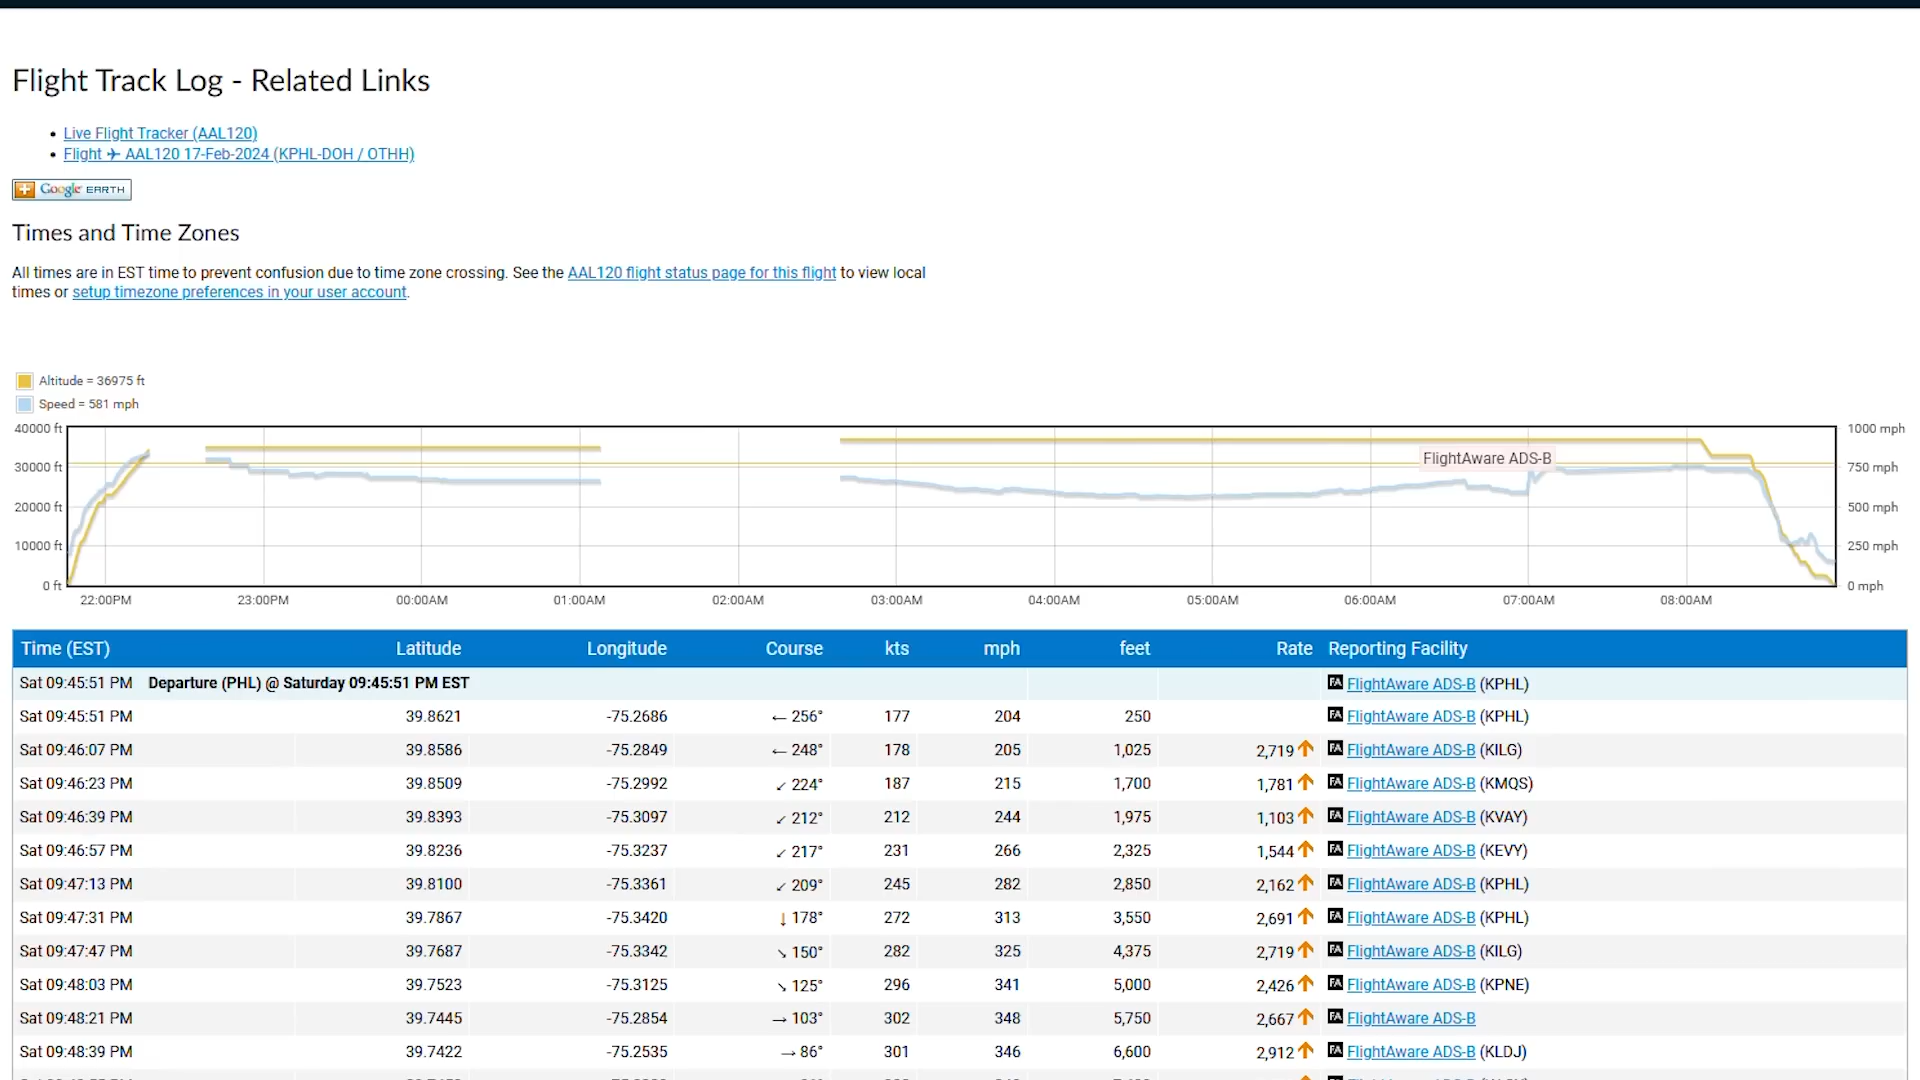 Flight Track Log - Related Links
Live Flight Tracker (AAL120)
Flight ✈ AAL120 17-Feb-2024 (KPHL-DOH / OTHH)
Google EARTH
Times and Time Zones
All times are in EST time to prevent confusion due to time zone crossing. See the AAL120 flight status page for this flight to view local
times or setup timezone preferences in your user account.
Altitude = 36975 ft
Speed = 581 mph
40000 ft 1000 mph
FlightAware ADS-B
30000 ft 750 mph
20000 ft 500 mph
10000 ft 250 mph
0 ft 0 mph
22:00PM 23:00PM 00:00AM 01:00AM 02:00AM 03:00AM 04:00AM 05:00AM 06:00AM 07:00AM 08:00AM
Time (EST) Latitude Longitude Course kts mph feet Rate Reporting Facility
Sat 09:45:51 PM Departure (PHL) @ Saturday 09:45:51 PM EST FA FlightAware ADS-B (KPHL)
Sat 09:45:51 PM 39.8621 -75.2686 ← 256° 177 204 250 FA FlightAware ADS-B (KPHL)
Sat 09:46:07 PM 39.8586 -75.2849 ← 248° 178 205 1,025 2,719 ↑ FA FlightAware ADS-B (KILG)
Sat 09:46:23 PM 39.8509 -75.2992 ↙ 224° 187 215 1,700 1,781 ↑ FA FlightAware ADS-B (KMQS)
Sat 09:46:39 PM 39.8393 -75.3097 ↙ 212° 212 244 1,975 1,103 ↑ FA FlightAware ADS-B (KVAY)
Sat 09:46:57 PM 39.8236 -75.3237 ↙ 217° 231 266 2,325 1,544 ↑ FA FlightAware ADS-B (KEVY)
Sat 09:47:13 PM 39.8100 -75.3361 ↙ 209° 245 282 2,850 2,162 ↑ FA FlightAware ADS-B (KPHL)
Sat 09:47:31 PM 39.7867 -75.3420 ↓ 178° 272 313 3,550 2,691 ↑ FA FlightAware ADS-B (KPHL)
Sat 09:47:47 PM 39.7687 -75.3342 ↘ 150° 282 325 4,375 2,719 ↑ FA FlightAware ADS-B (KILG)
Sat 09:48:03 PM 39.7523 -75.3125 ↘ 125° 296 341 5,000 2,426 ↑ FA FlightAware ADS-B (KPNE)
Sat 09:48:21 PM 39.7445 -75.2854 → 103° 302 348 5,750 2,667 ↑ FA FlightAware ADS-B
Sat 09:48:39 PM 39.7422 -75.2535 → 86° 301 346 6,600 2,912 ↑ FA FlightAware ADS-B (KLDJ)